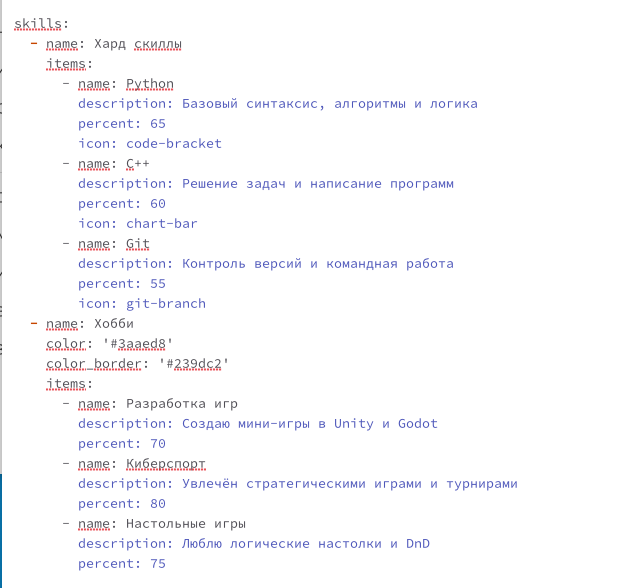 skills:
- name: Хард скиллы
items:
- name: Python
description: Базовый синтаксис, алгоритмы и логика
percent: 65
icon: code-bracket
- name: C++
description: Решение задач и написание программ
percent: 60
icon: chart-bar
- name: Git
description: Контроль версий и командная работа
percent: 55
icon: git-branch
- name: Хобби
color: '#3aaed8'
color_border: '#239dc2'
items:
- name: Разработка игр
description: Создаю мини-игры в Unity и Godot
percent: 70
- name: Киберспорт
description: Увлечён стратегическими играми и турнирами
percent: 80
- name: Настольные игры
description: Люблю логические настолки и DnD
percent: 75